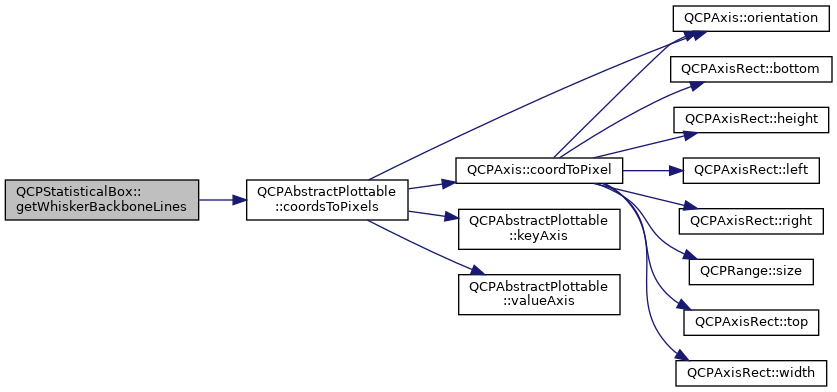 QCPStatisticalBox::
getWhiskerBackboneLines
QCPAbstractPlottable
::coordsToPixels
QCPAxis::coordToPixel
QCPAbstractPlottable
::keyAxis
QCPAbstractPlottable
::valueAxis
QCPAxis::orientation
QCPAxisRect::bottom
QCPAxisRect::height
QCPAxisRect::left
QCPAxisRect::right
QCPRange::size
QCPAxisRect::top
QCPAxisRect::width